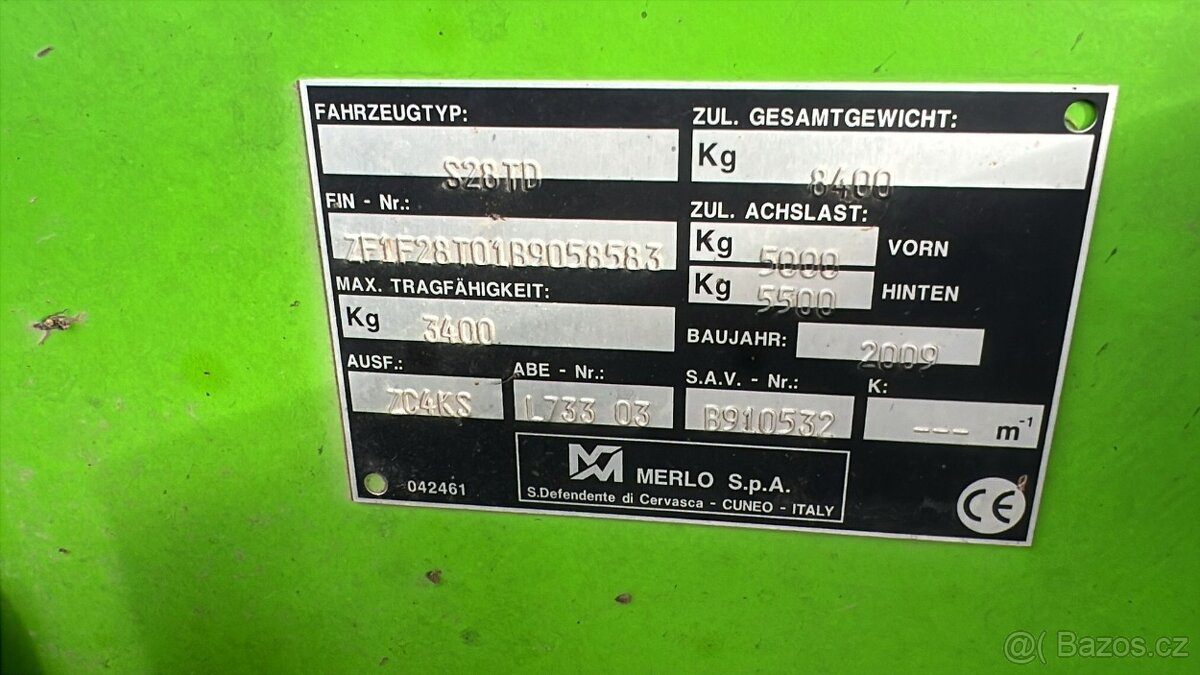 FAHRZEUGTYP:
S28TD
FIN - Nr.:
ZF1F28T01B9058583
MAX. TRAGFÄHIGKEIT:
Kg 3400
AUSF.:
ZC4KS
ABE - Nr.:
L733 03
ZUL. GESAMTGEWICHT:
Kg 8400
ZUL. ACHSLAST:
Kg 5000 VORN
Kg 5500 HINTEN
BAUJAHR: 2009
S.A.V. - Nr.:
B910532
K:
--- m-1
MERLO S.p.A.
S.Defendente di Cervasca - CUNEO - ITALY
042461
CE
@( Bazos.cz